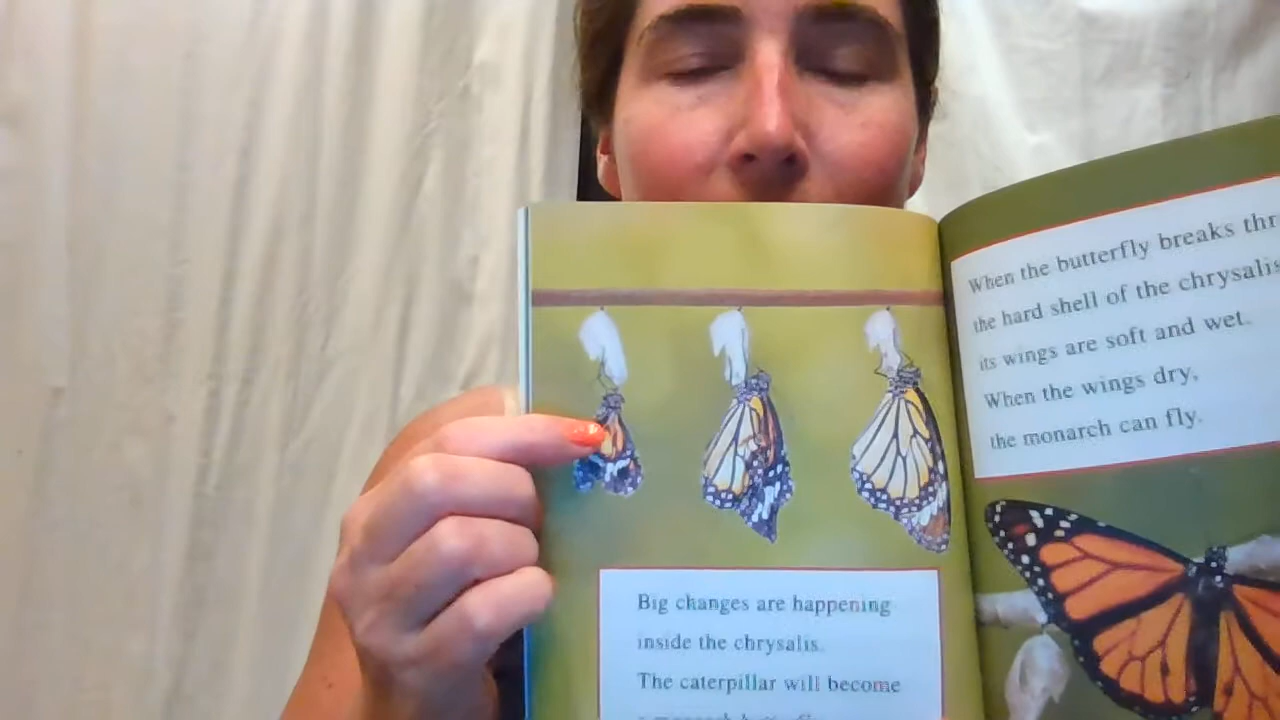 Big changes are happening
inside the chrysalis.
The caterpillar will become
When the butterfly breaks
the hard shell of the chrysalis
its wings are soft and wet.
When the wings dry,
the monarch can fly.